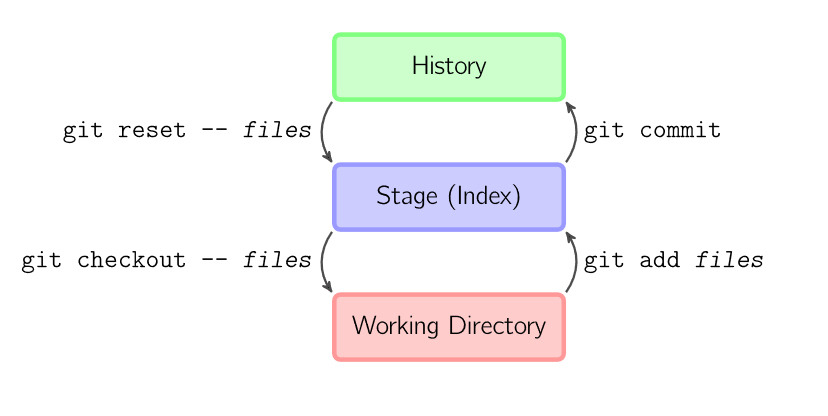 History
git reset -- files
git commit
Stage (Index)
git checkout -- files
git add files
Working Directory